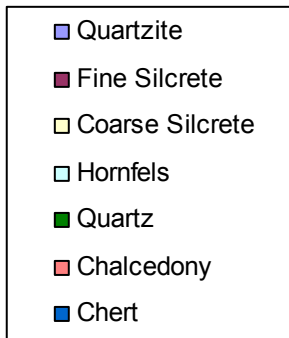 Quartzite
Fine Silcrete
Coarse Silcrete
Hornfels
Quartz
Chalcedony
Chert